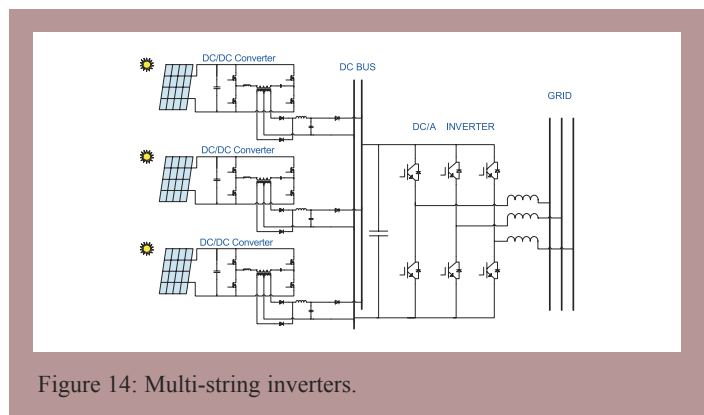 DC/DC Converter
DC BUS
GRID
DC/A INVERTER
DC/DC Converter
DC/DC Converter
Figure 14: Multi-string inverters.